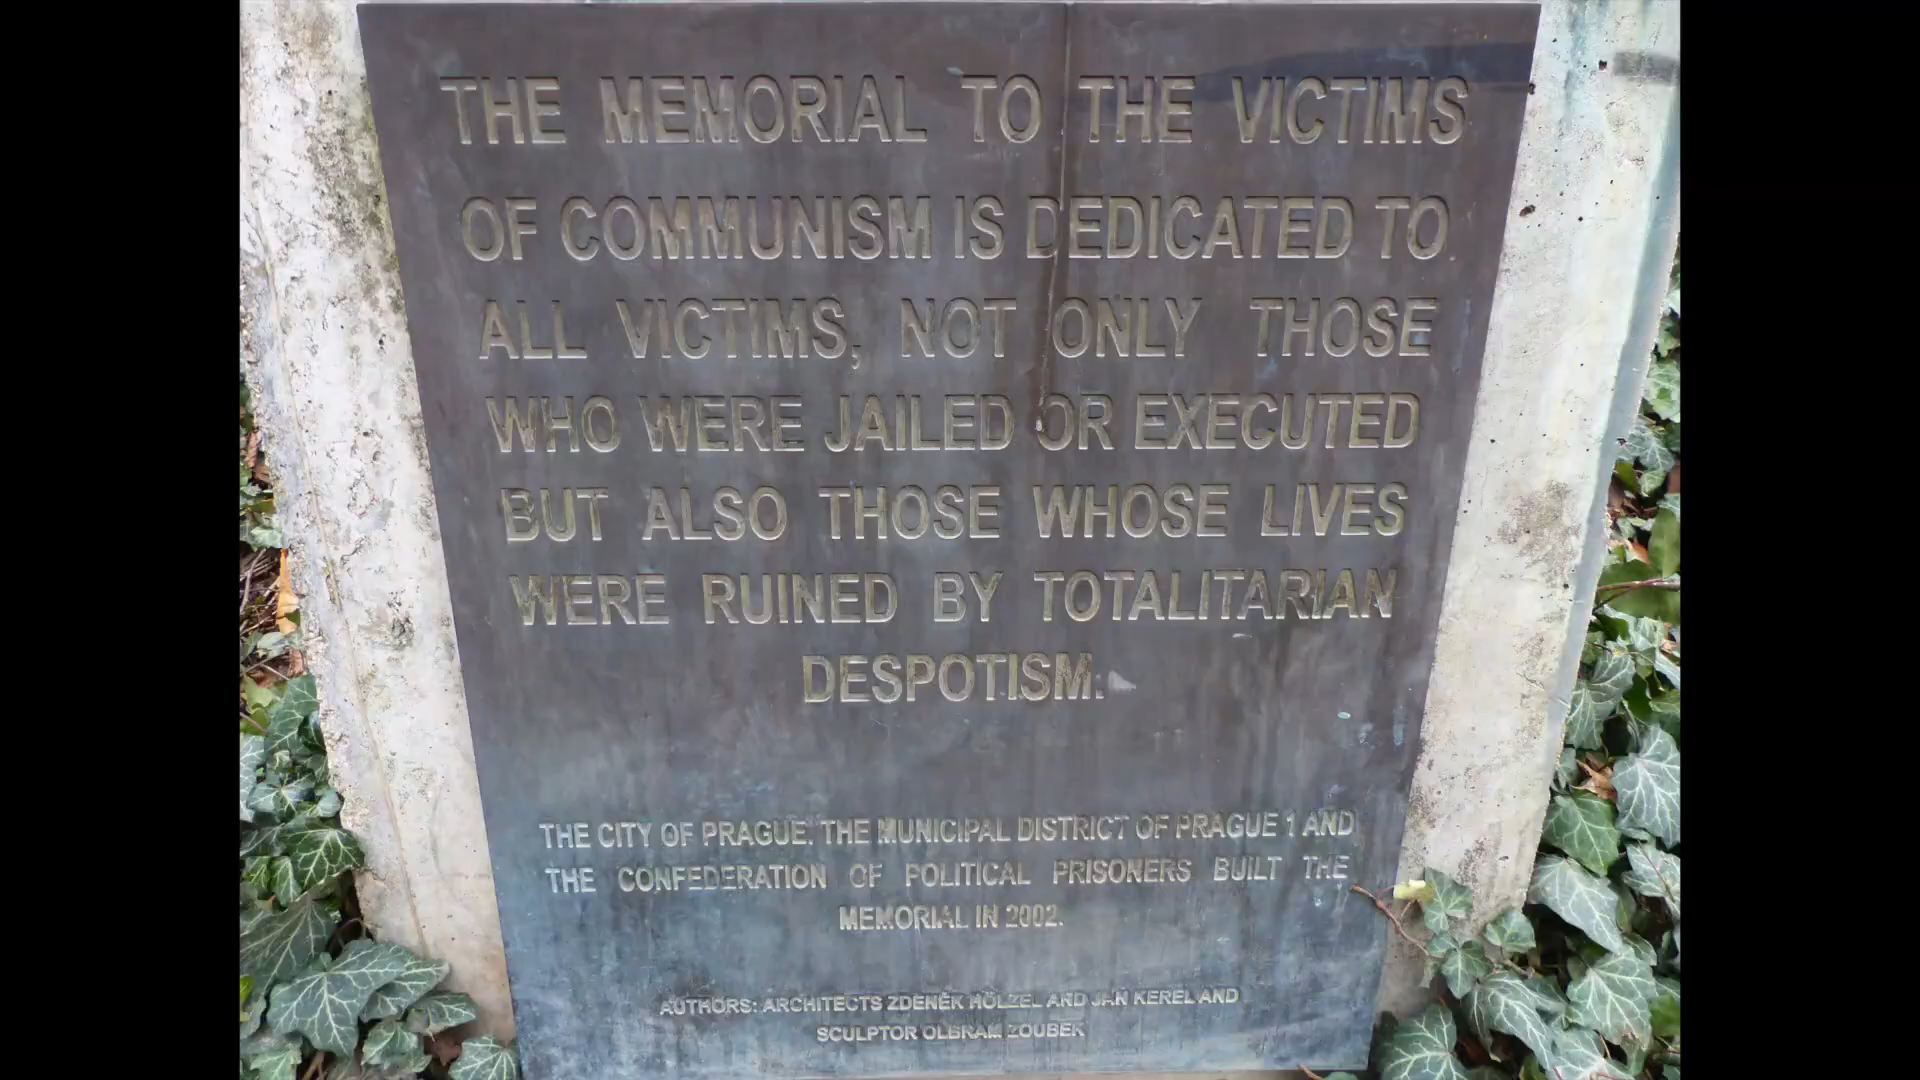 THE MEMORIAL TO THE VICTIMS
OF COMMUNISM IS DEDICATED TO
ALL VICTIMS, NOT ONLY THOSE
WHO WERE JAILED OR EXECUTED
BUT ALSO THOSE WHOSE LIVES
WERE RUINED BY TOTALITARIAN
DESPOTISM.
THE CITY OF PRAGUE, THE MUNICIPAL DISTRICT OF PRAGUE 1 AND
THE CONFEDERATION OF POLITICAL PRISONERS BUILT THE
MEMORIAL IN 2002.
AUTHORS: ARCHITECTS ZDENĚK HÖLZEL AND JAN KEREL AND
SCULPTOR OLBRAM ZOUBEK